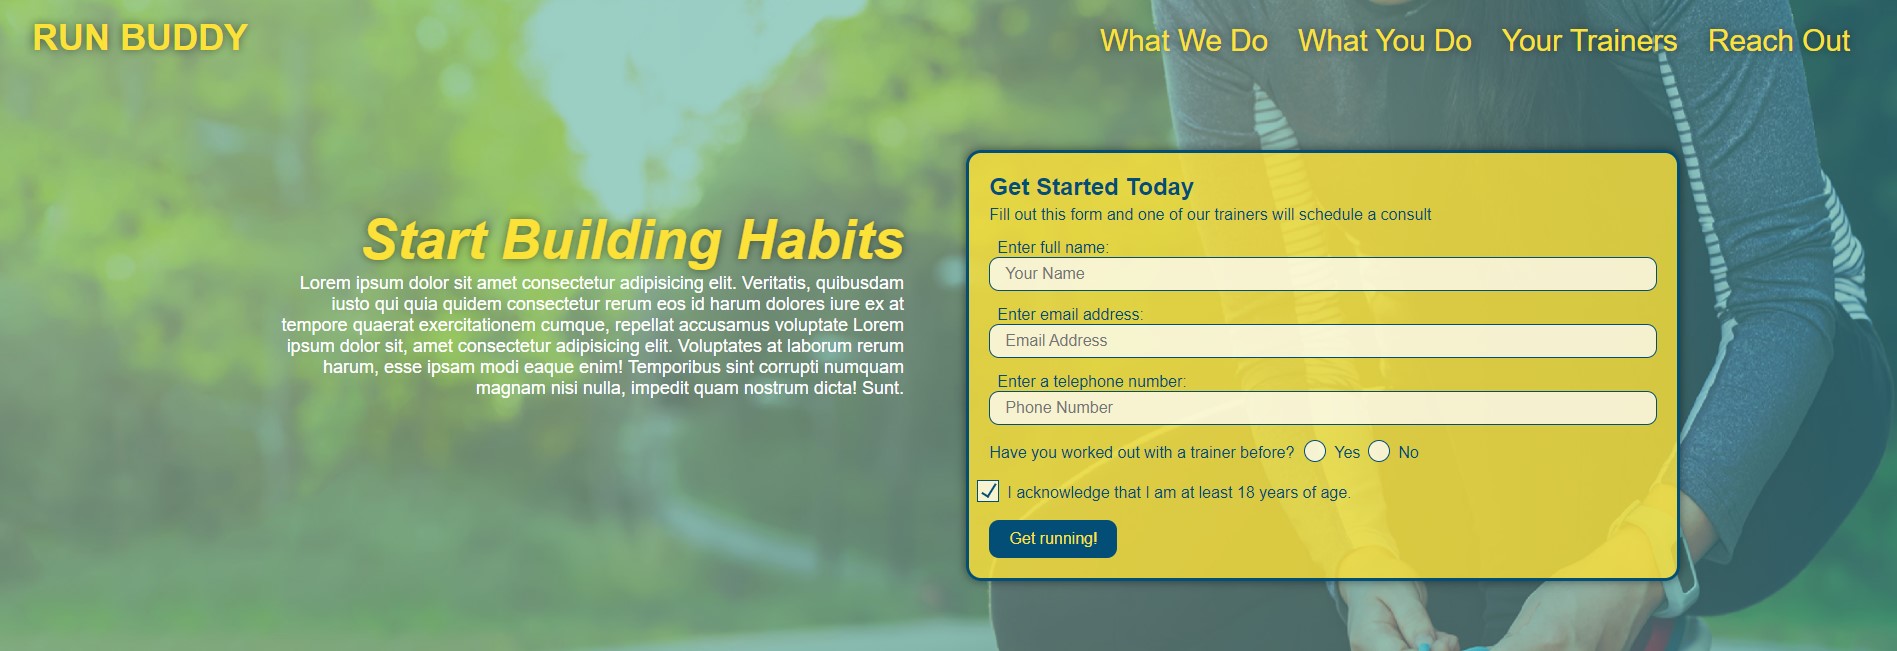 RUN BUDDY
What We Do What You Do Your Trainers Reach Out
Start Building Habits
Lorem ipsum dolor sit amet consectetur adipisicing elit. Veritatis, quibusdam
iusto qui quia quidem consectetur rerum eos id harum dolores iure ex at
tempore quaerat exercitationem cumque, repellat accusamus voluptate Lorem
ipsum dolor sit, amet consectetur adipisicing elit. Voluptates at laborum rerum
harum, esse ipsam modi eaque enim! Temporibus sint corrupti numquam
magnam nisi nulla, impedit quam nostrum dicta! Sunt.
Get Started Today
Fill out this form and one of our trainers will schedule a consult
Enter full name:
Your Name
Enter email address:
Email Address
Enter a telephone number:
Phone Number
Have you worked out with a trainer before? Yes No
I acknowledge that I am at least 18 years of age.
Get running!